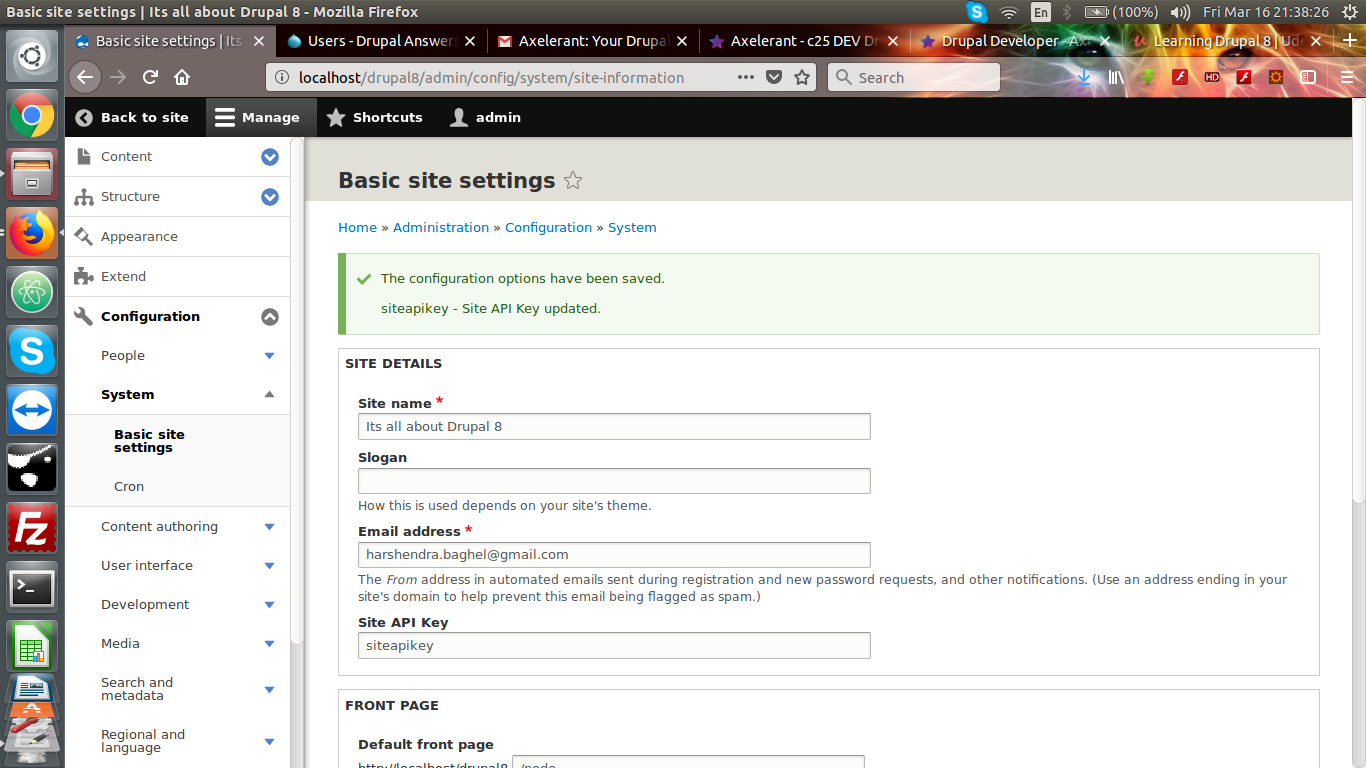 Basic site settings | Its all about Drupal 8 - Mozilla Firefox
En
(100%)
Fri Mar 16 21:38:26
Basic site settings | Its
Users - Drupal Answers
Axelerant: Your Drupal
Axelerant - c25 DEV Dr
Drupal Developer - Ax
Learning Drupal 8 | Ude
localhost/drupal8/admin/config/system/site-information
Search
HD
Back to site
Manage
Shortcuts
admin
Content
Structure
Appearance
Extend
Configuration
People
System
Basic site
settings
Cron
Content authoring
User interface
Development
Media
Search and
metadata
Regional and
language
Basic site settings
Home » Administration » Configuration » System
The configuration options have been saved.
siteapikey - Site API Key updated.
SITE DETAILS
Site name *
Its all about Drupal 8
Slogan
How this is used depends on your site's theme.
Email address *
harshendra.baghel@gmail.com
The From address in automated emails sent during registration and new password requests, and other notifications. (Use an address ending in your
site's domain to help prevent this email being flagged as spam.)
Site API Key
siteapikey
FRONT PAGE
Default front page
http://localhost/drupal8 /node